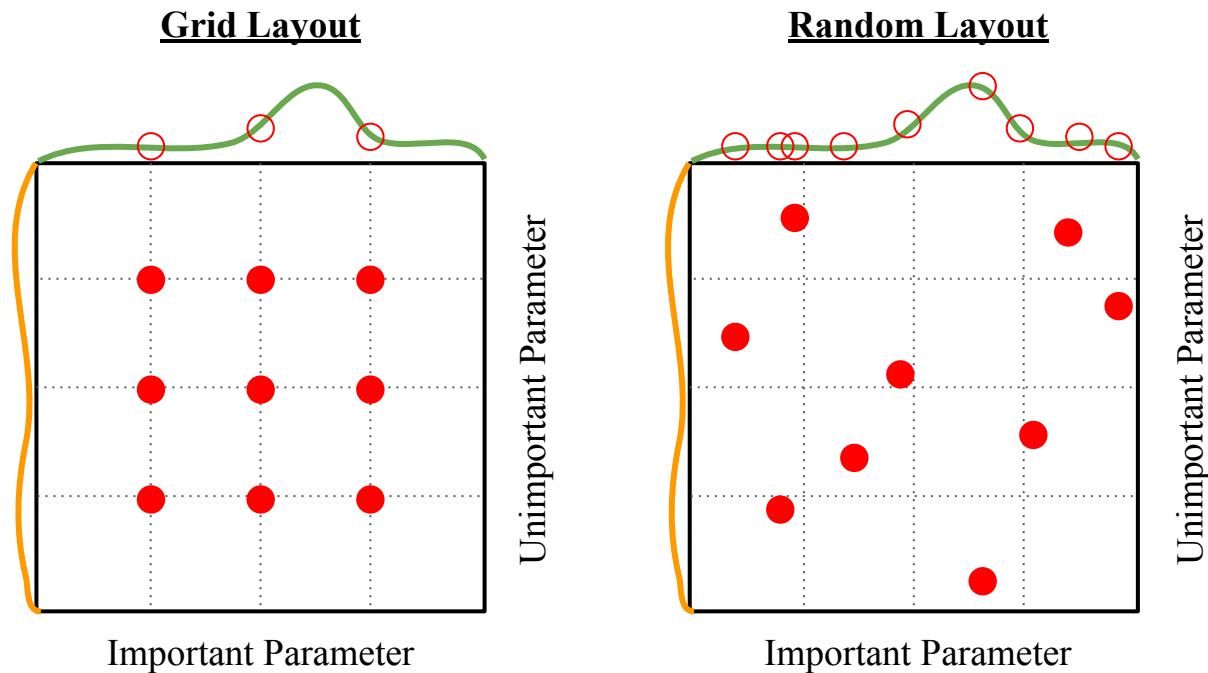 Grid Layout
Unimportant Parameter
Important Parameter
Random Layout
Unimportant Parameter
Important Parameter